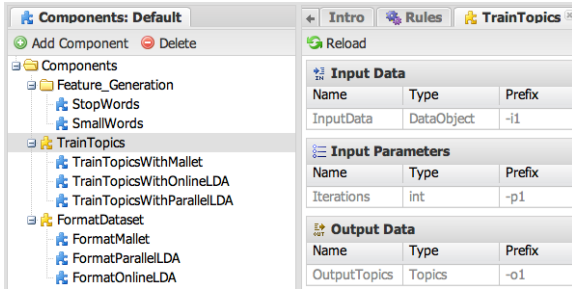 Components: Default
Add Component Delete
Components
Feature_Generation
StopWords
SmallWords
TrainTopics
TrainTopicsWithMallet
TrainTopicsWithOnlineLDA
TrainTopicsWithParallelLDA
FormatDataset
FormatMallet
FormatParallelLDA
FormatOnlineLDA
Intro Rules TrainTopics
Reload
IN Input Data
Name Type Prefix
InputData DataObject -i1
Input Parameters
Name Type Prefix
Iterations int -p1
OUT Output Data
Name Type Prefix
OutputTopics Topics -o1